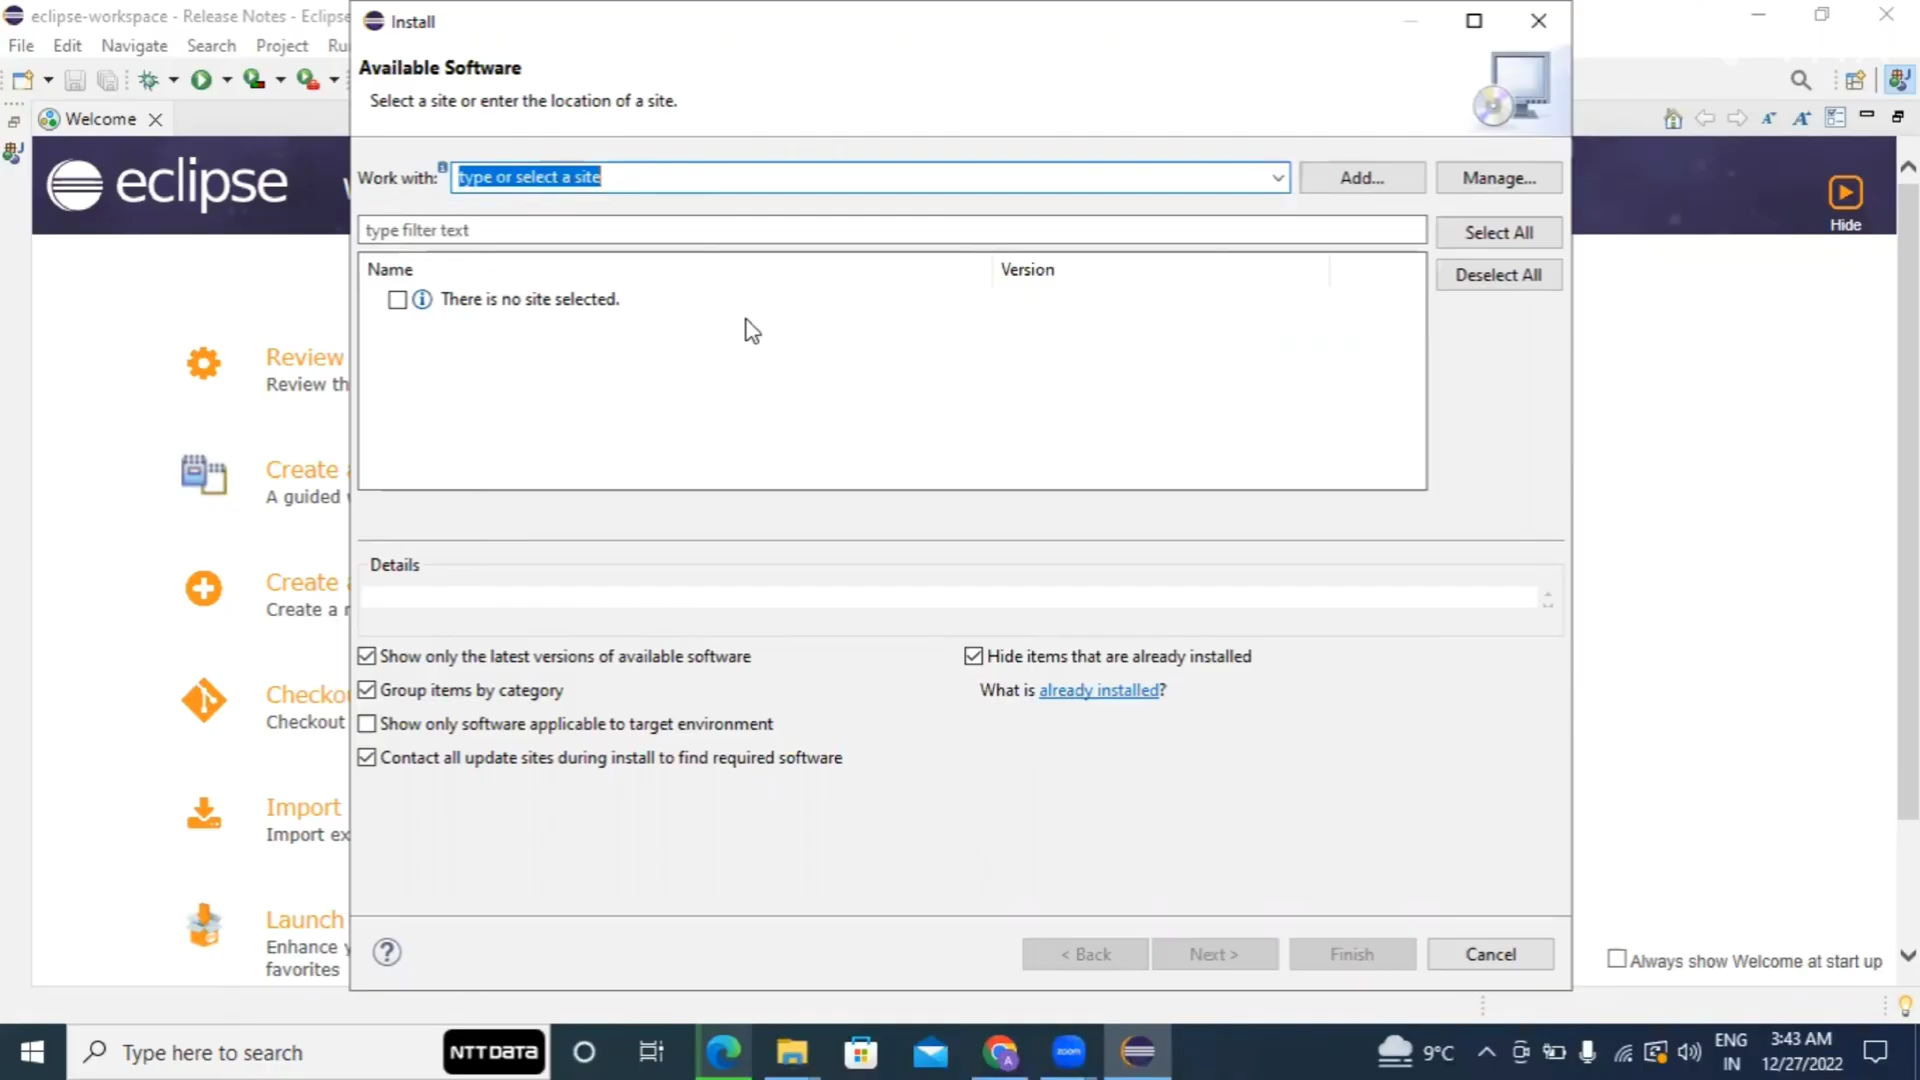 eclipse-workspace - Release Notes - Eclips
File Edit Navigate Search Project Ru
Welcome
eclipse
Hide
Review
Review th
Create
A guided
Create
Create a r
Checko
Checkout
Import
Import ex
Launch
Enhance
favorites
Always show Welcome at start up
Install
Available Software
Select a site or enter the location of a site.
Work with: type or select a site Add... Manage...
type filter text Select All
Deselect All
Name Version
There is no site selected.
Details
Show only the latest versions of available software Hide items that are already installed
Group items by category What is already installed?
Show only software applicable to target environment
Contact all update sites during install to find required software
< Back Next > Finish Cancel
Type here to search
NTT DATA
zoom
9°C
ENG
IN
3:43 AM
12/27/2022